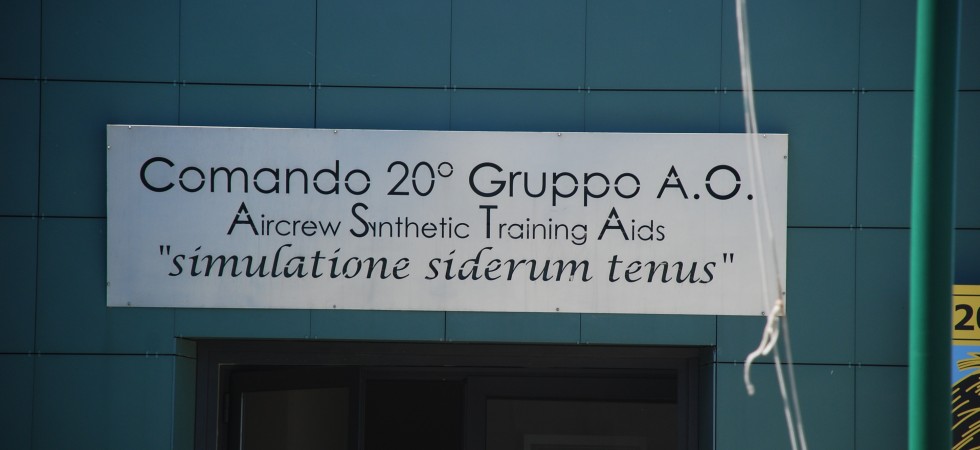 Comando 20° Gruppo A.O.
Aircrew Synthetic Training Aids
"simulatione siderum tenus"